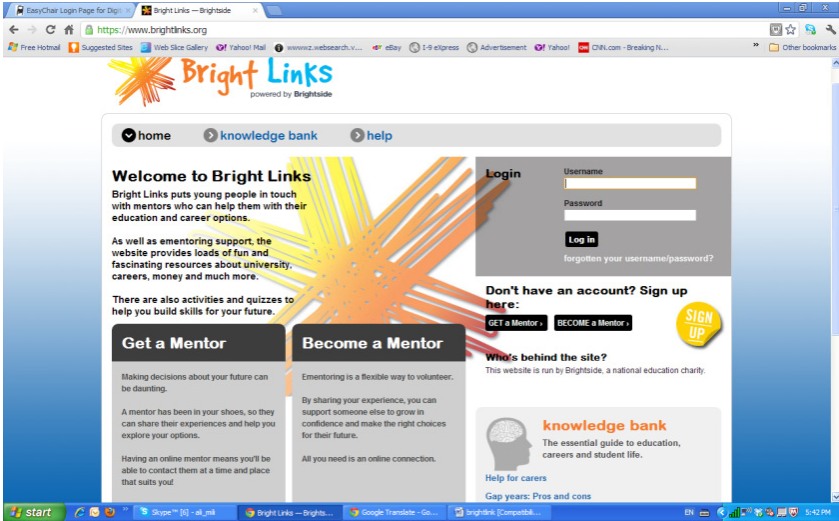 EasyChair Login Page for Digit
Bright Links — Brightside
https://www.brightlinks.org
Free Hotmail Suggested Sites Web Slice Gallery Yahoo! Mail wwwwz.websearch.v... eBay I-9 eXpress Advertisement Yahoo! CNN.com - Breaking N... » Other bookmarks
Bright Links
powered by Brightside
home knowledge bank help
Welcome to Bright Links
Bright Links puts young people in touch
with mentors who can help them with their
education and career options.
As well as ementoring support, the
website provides loads of fun and
fascinating resources about university,
careers, money and much more.
There are also activities and quizzes to
help you build skills for your future.
Login
Username
Password
Log in
forgotten your username/password?
Don't have an account? Sign up
here:
GET a Mentor › BECOME a Mentor ›
SIGN
UP
Who's behind the site?
This website is run by Brightside, a national education charity.
Get a Mentor
Making decisions about your future can
be daunting.
A mentor has been in your shoes, so they
can share their experiences and help you
explore your options.
Having an online mentor means you'll be
able to contact them at a time and place
that suits you!
Become a Mentor
Ementoring is a flexible way to volunteer.
By sharing your experience, you can
support someone else to grow in
confidence and make the right choices
for their future.
All you need is an online connection.
knowledge bank
The essential guide to education,
careers and student life.
Help for carers
Gap years: Pros and cons
start » Skype™ [6] - ali_mli Bright Links — Brights... Google Translate - Go... brightlink [Compatibili... EN 5:42 PM